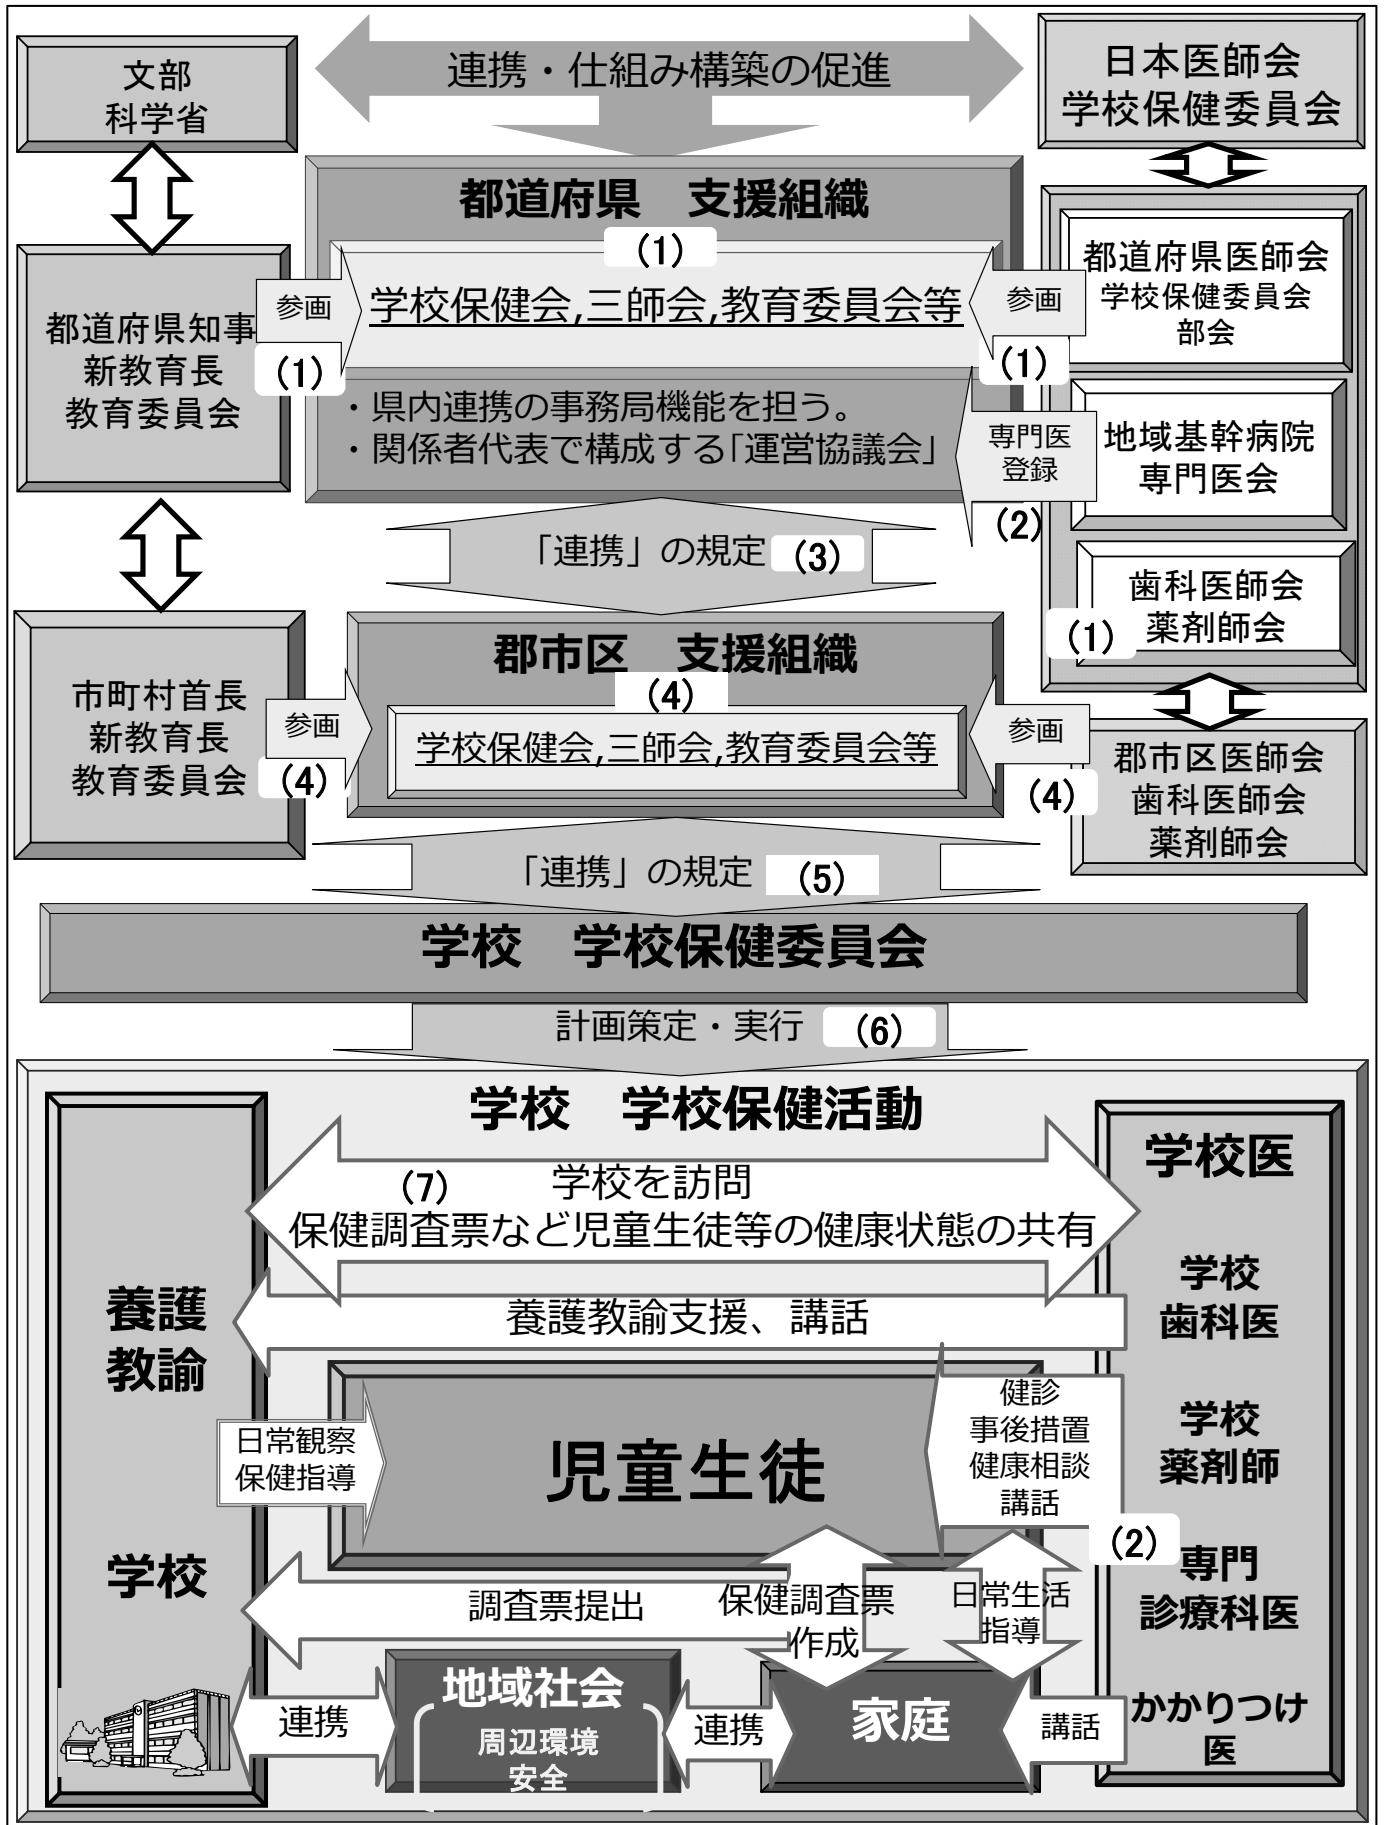 文部
科学省
連携・仕組み構築の促進
日本医師会
学校保健委員会
都道府県　支援組織
(1)
学校保健会,三師会,教育委員会等
参画
(1)
参画
(1)
都道府県知事
新教育長
教育委員会
都道府県医師会
学校保健委員会
部会
・県内連携の事務局機能を担う。
・関係者代表で構成する「運営協議会」
専門医
登録
(2)
地域基幹病院
専門医会
「連携」の規定 (3)
歯科医師会
薬剤師会
(1)
郡市区　支援組織
(4)
学校保健会,三師会,教育委員会等
市町村首長
新教育長
教育委員会
参画
(4)
参画
(4)
郡市区医師会
歯科医師会
薬剤師会
「連携」の規定 (5)
学校　学校保健委員会
計画策定・実行 (6)
学校　学校保健活動
(7) 学校を訪問
保健調査票など児童生徒等の健康状態の共有
養護教諭支援、講話
養護
教諭
学校
学校医
学校
歯科医
学校
薬剤師
専門
診療科医
かかりつけ
医
日常観察
保健指導
児童生徒
健診
事後措置
健康相談
講話
(2)
調査票提出
保健調査票
作成
日常生活
指導
連携
地域社会
周辺環境
安全
連携
家庭
講話